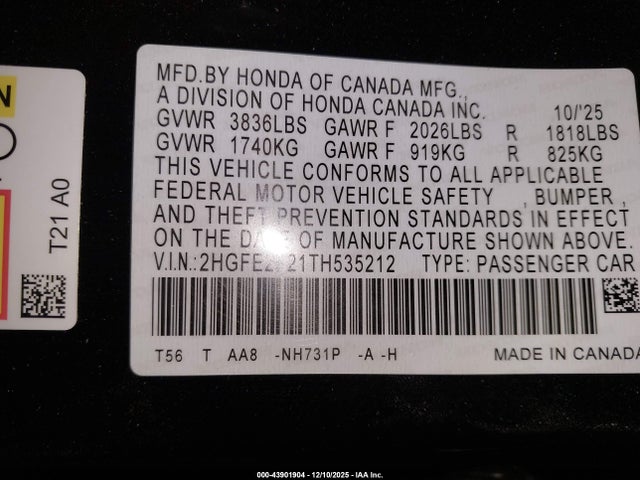 N
T21 A0
MFD.BY HONDA OF CANADA MFG.,
A DIVISION OF HONDA CANADA INC. 10/'25
GVWR 3836LBS GAWR F 2026LBS R 1818LBS
GVWR 1740KG GAWR F 919KG R 825KG
THIS VEHICLE CONFORMS TO ALL APPLICABLE
FEDERAL MOTOR VEHICLE SAFETY , BUMPER ,
AND THEFT PREVENTION STANDARDS IN EFFECT
ON THE DATE OF MANUFACTURE SHOWN ABOVE.
V.I.N.: TYPE: PASSENGER CAR
T56 T AA8 -NH731P -A -H MADE IN CANADA
000-43901904 - 12/10/2025 - IAA Inc.